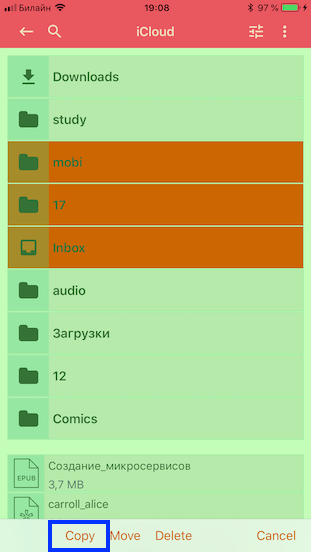 Билайн 19:08 97 %
iCloud
Downloads
study
mobi
17
Inbox
audio
Загрузки
12
Comics
Создание_микросервисов
EPUB
3,7 MB
carroll_alice
Copy Move Delete Cancel